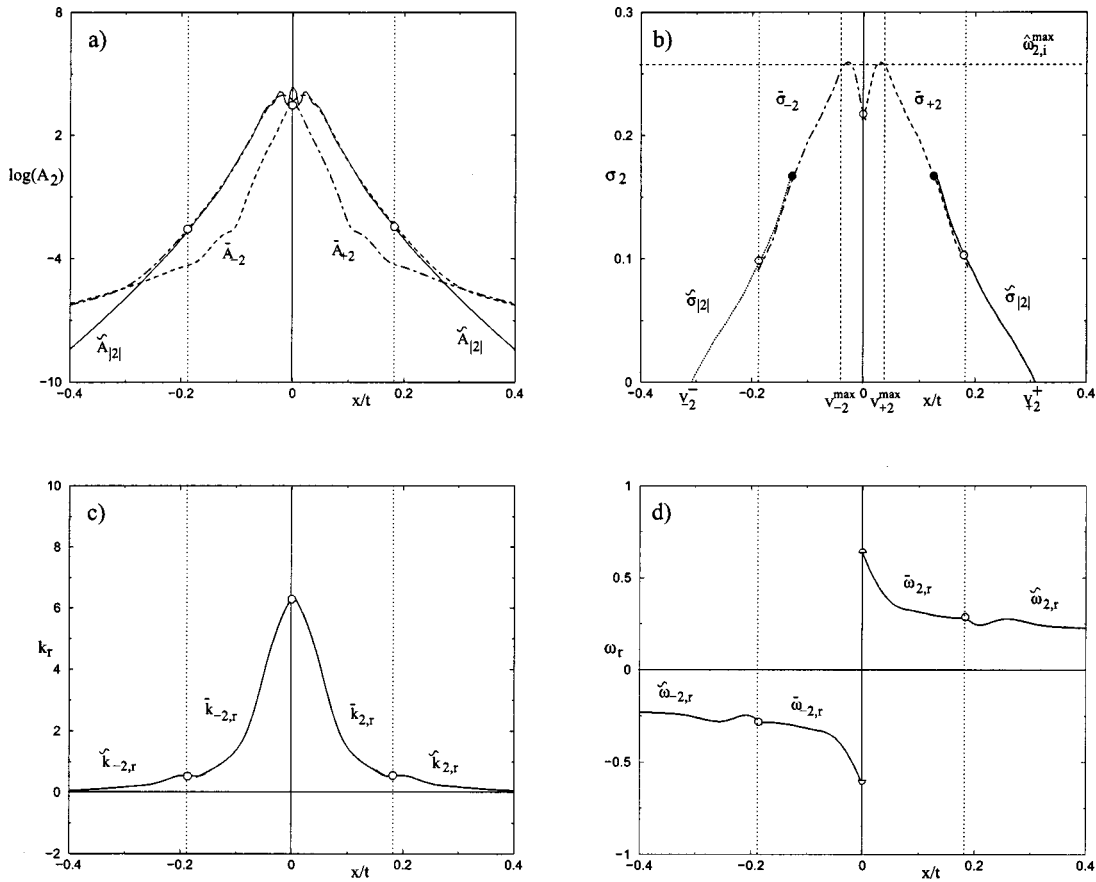 a)
8
2
−4
−10
log(A₂)
Ā₋₂
Ā₊₂
Ã|2|
Ã|2|
−0.4
−0.2
0
x/t
0.2
0.4
b)
0.3
0.2
0.1
0
σ₂
ω̂₂,ᵢᵐᵃˣ
σ̄₋₂
σ̄₊₂
σ̃|2|
σ̃|2|
−0.4
−0.2
0
x/t
0.2
0.4
v₋₂ᵐᵃˣ
v₊₂ᵐᵃˣ
c)
10
8
6
4
2
0
−2
kᵣ
k̄₋₂,ᵣ
k̄₂,ᵣ
k̃₋₂,ᵣ
k̃₂,ᵣ
−0.4
−0.2
0
x/t
0.2
0.4
d)
1
0.5
0
−0.5
−1
ωᵣ
ω̄₂,ᵣ
ω̃₂,ᵣ
ω̃₋₂,ᵣ
ω̄₋₂,ᵣ
−0.4
−0.2
0
x/t
0.2
0.4